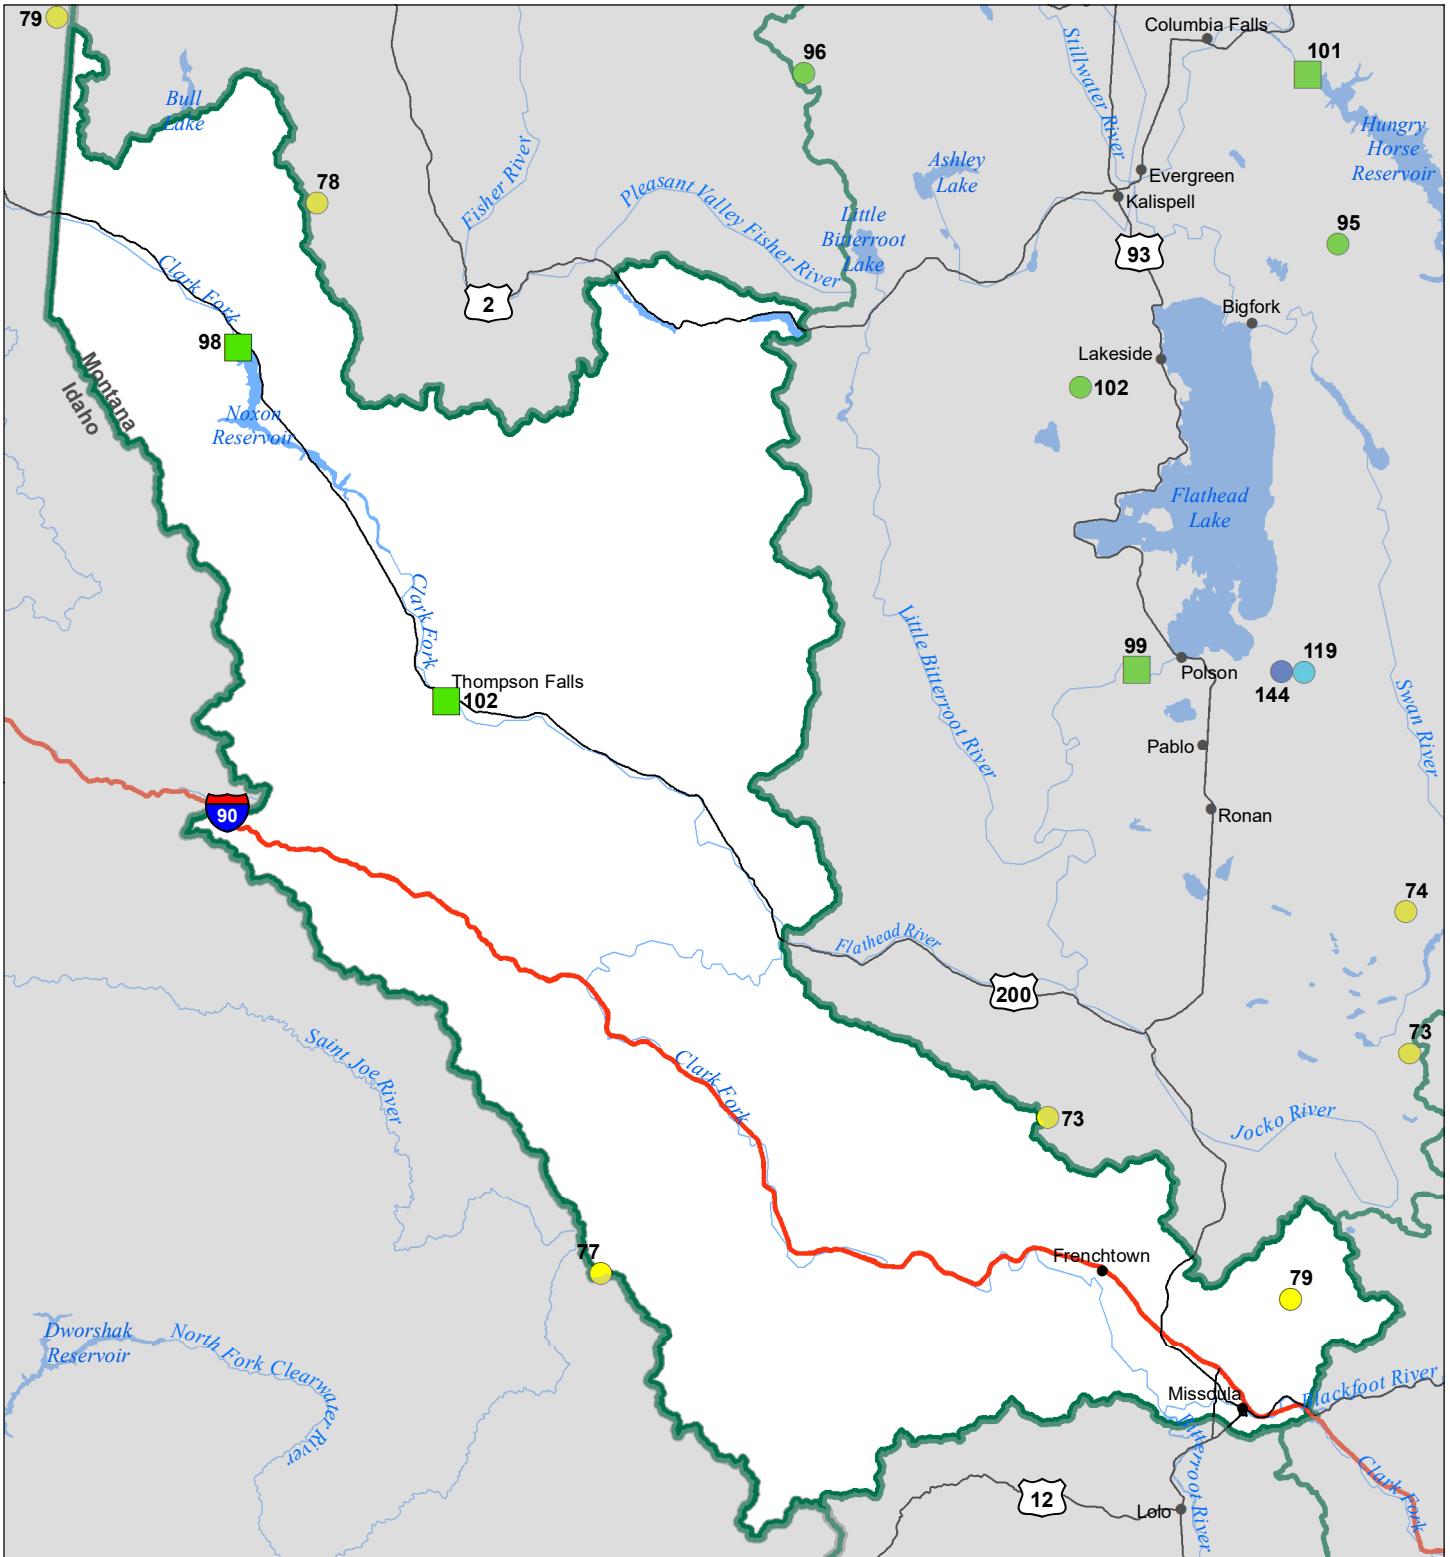 79
Bull
Lake
78
96
Columbia Falls
101
Stillwater River
Hungry
Horse
Reservoir
Ashley
Lake
Evergreen
Kalispell
Fisher River
Pleasant Valley Fisher River
Little
Bitterroot
Lake
93
95
2
Clark Fork
98
Bigfork
Lakeside
102
Montana
Idaho
Noxon
Reservoir
Flathead
Lake
Clark Fork
Thompson Falls
102
Little Bitterroot River
99
Polson
119
144
Swan River
Pablo
Ronan
90
74
Flathead River
200
Saint Joe River
Clark Fork
73
73
Jocko River
77
Frenchtown
79
Dworshak
Reservoir
North Fork Clearwater River
Missoula
Blackfoot River
Bitterroot River
Clark Fork
12
Lolo